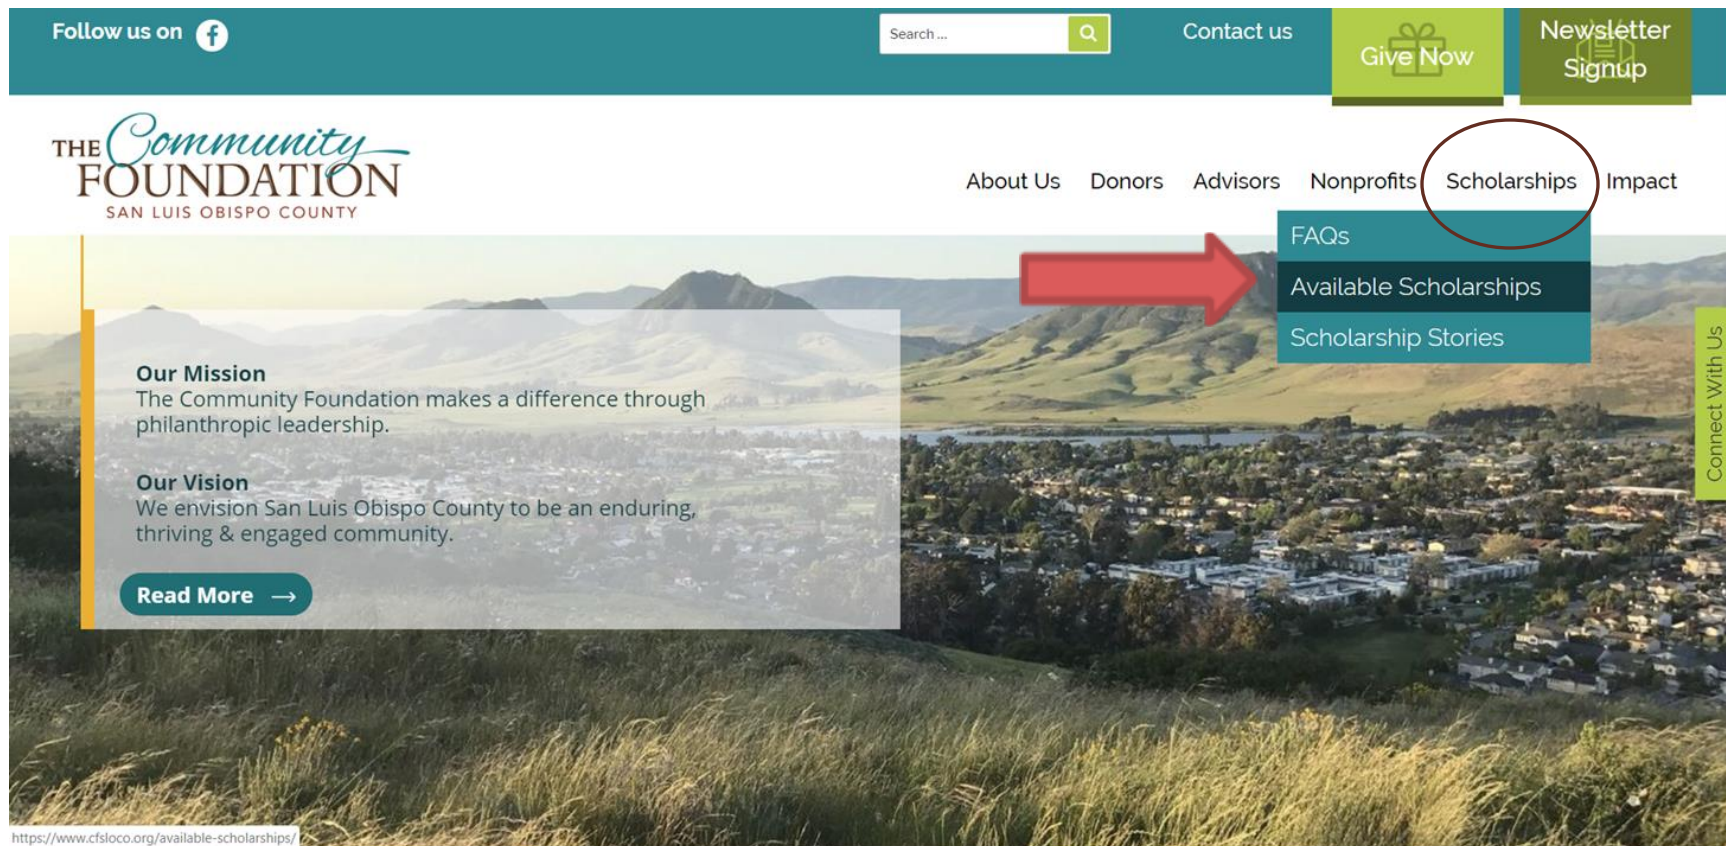 Follow us on
Search ...
Contact us
Give Now
Newsletter
Signup
THE Community
FOUNDATION
SAN LUIS OBISPO COUNTY
About Us Donors Advisors Nonprofits Scholarships Impact
FAQs
Available Scholarships
Scholarship Stories
Connect With Us
Our Mission
The Community Foundation makes a difference through
philanthropic leadership.
Our Vision
We envision San Luis Obispo County to be an enduring,
thriving & engaged community.
Read More →
https://www.cfsloco.org/available-scholarships/